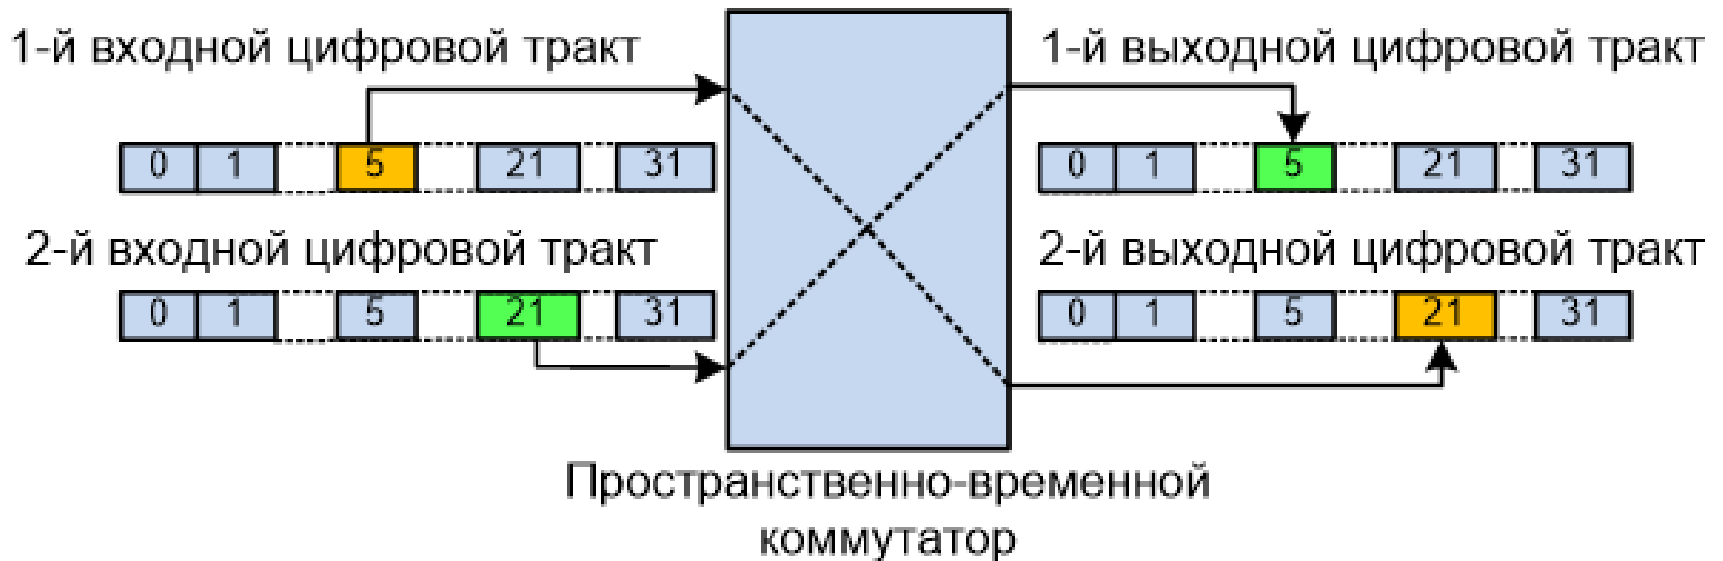 1-й входной цифровой тракт
1-й выходной цифровой тракт
0 1 5 21 31
0 1 5 21 31
2-й входной цифровой тракт
2-й выходной цифровой тракт
0 1 5 21 31
0 1 5 21 31
Пространственно-временной
коммутатор